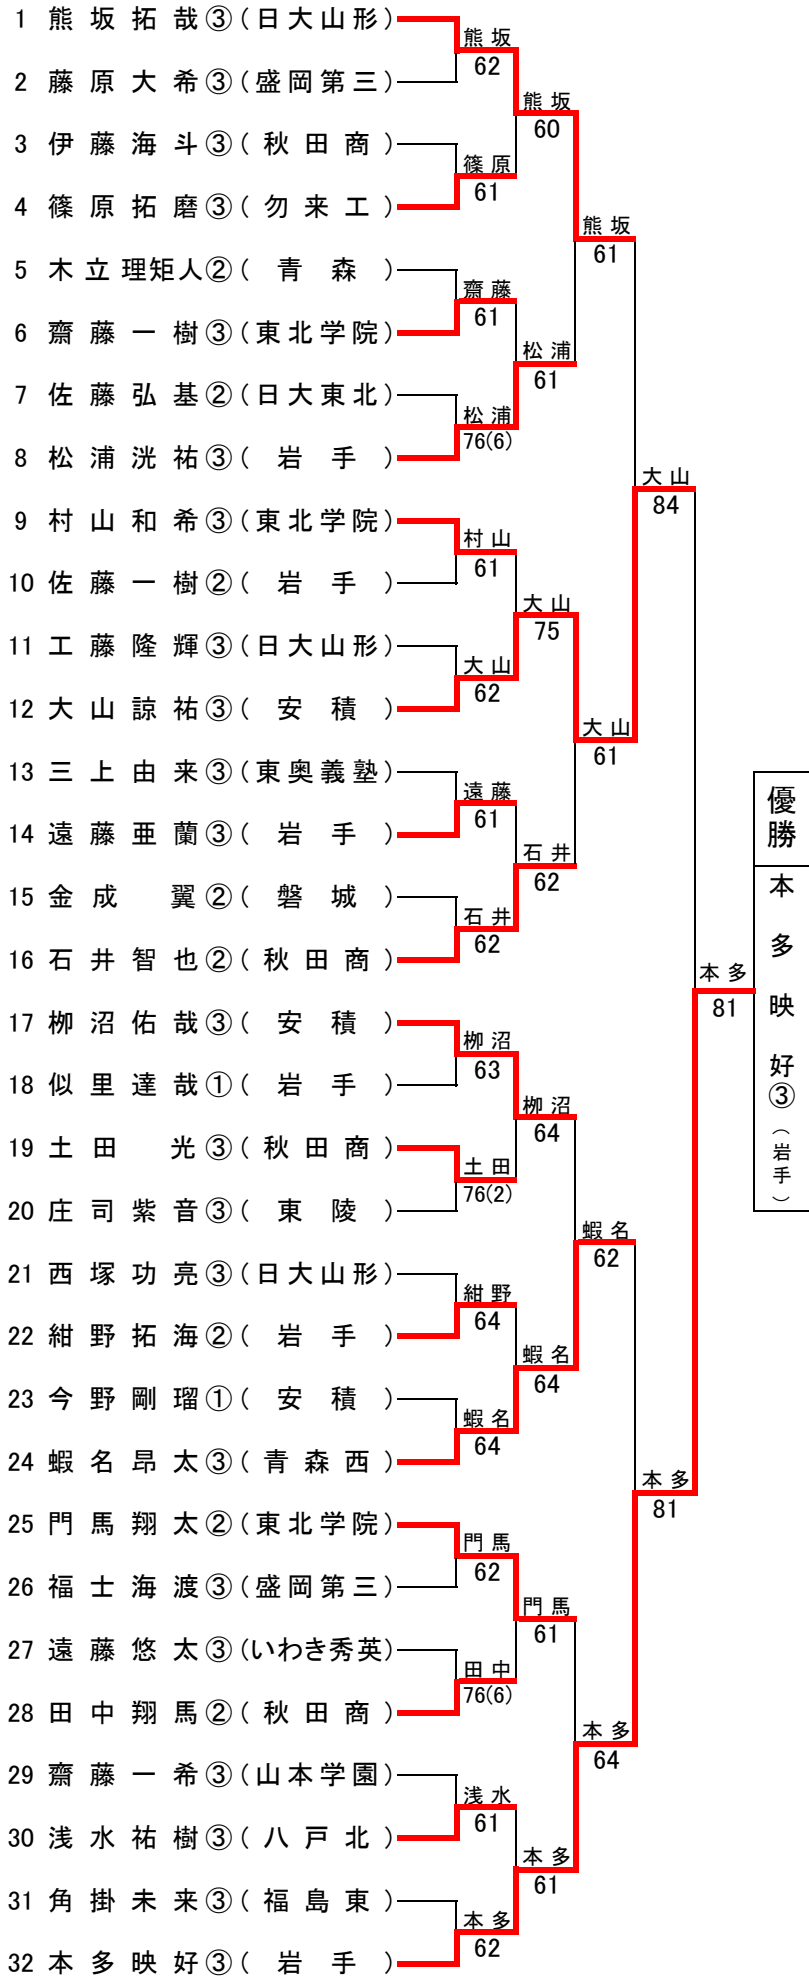 1 熊坂拓哉③(日大山形)
2 藤原大希③(盛岡第三)
3 伊藤海斗③(秋田商)
4 篠原拓磨③(勿来工)
5 木立理矩人②(青森)
6 齋藤一樹③(東北学院)
7 佐藤弘基②(日大東北)
8 松浦洸祐③(岩手)
9 村山和希③(東北学院)
10 佐藤一樹②(岩手)
11 工藤隆輝③(日大山形)
12 大山諒祐③(安積)
13 三上由来③(東奥義塾)
14 遠藤亜蘭③(岩手)
15 金成翼②(磐城)
16 石井智也②(秋田商)
17 栁沼佑哉③(安積)
18 似里達哉①(岩手)
19 土田光③(秋田商)
20 庄司紫音③(東陵)
21 西塚功亮③(日大山形)
22 紺野拓海②(岩手)
23 今野剛瑠①(安積)
24 蝦名昂太③(青森西)
25 門馬翔太②(東北学院)
26 福士海渡③(盛岡第三)
27 遠藤悠太③(いわき秀英)
28 田中翔馬②(秋田商)
29 齋藤一希③(山本学園)
30 浅水祐樹③(八戸北)
31 角掛未来③(福島東)
32 本多映好③(岩手)
熊坂
62
篠原
61
齋藤
61
松浦
76(6)
村山
61
大山
62
遠藤
61
石井
62
栁沼
63
土田
76(2)
紺野
64
蝦名
64
門馬
62
田中
76(6)
浅水
61
本多
62
熊坂
60
松浦
61
大山
75
石井
62
栁沼
64
蝦名
64
門馬
61
本多
61
熊坂
61
大山
61
蝦名
62
本多
64
大山
84
本多
81
本多
81
優勝
本多映好③(岩手)